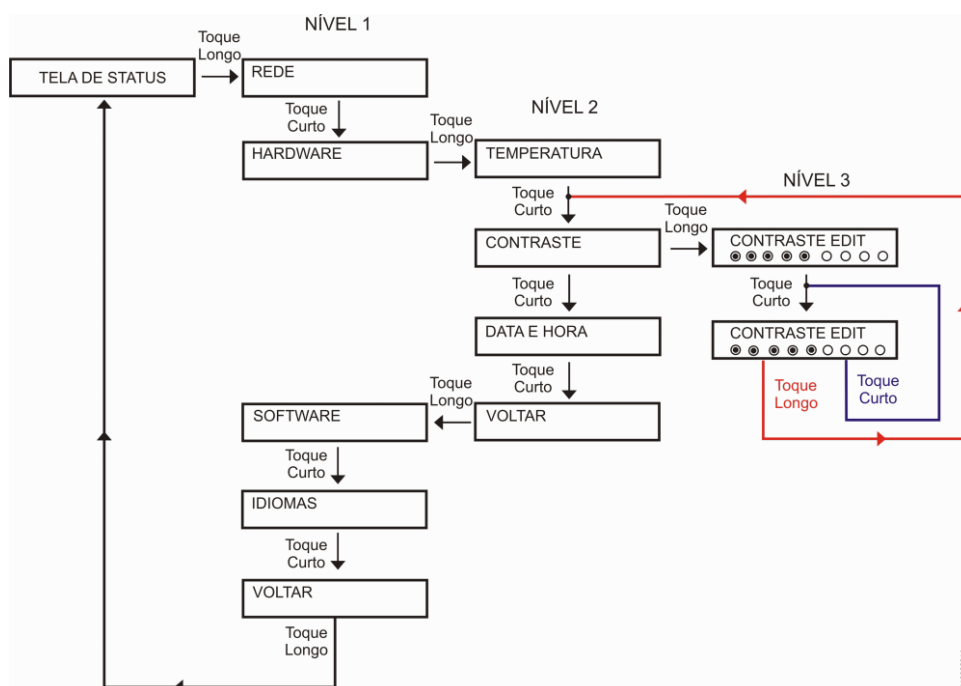 NÍVEL 1
Toque
Longo
TELA DE STATUS
REDE
Toque
Curto
NÍVEL 2
Toque
Longo
HARDWARE
TEMPERATURA
NÍVEL 3
Toque
Curto
Toque
Longo
CONTRASTE
CONTRASTE EDIT
Toque
Curto
Toque
Curto
DATA E HORA
CONTRASTE EDIT
Toque
Curto
Toque
Longo
Toque
Longo
Toque
Curto
SOFTWARE
VOLTAR
Toque
Curto
IDIOMAS
Toque
Curto
VOLTAR
Toque
Longo